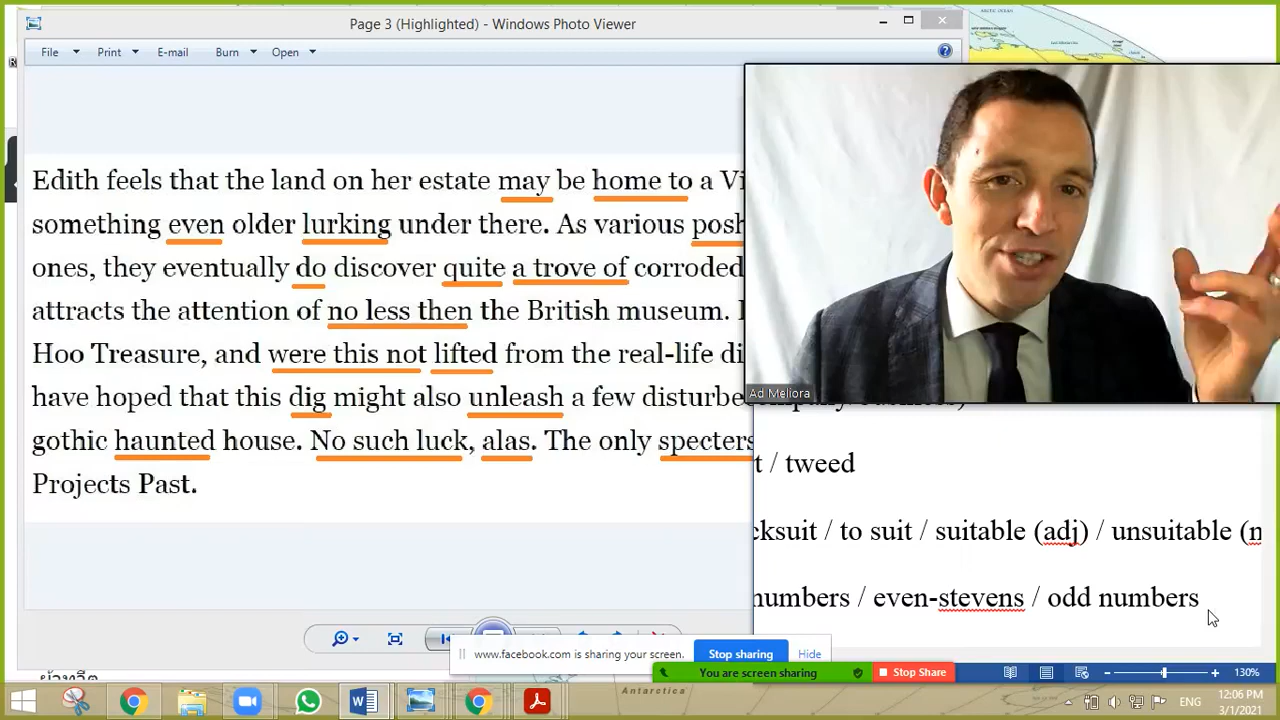 Page 3 (Highlighted) - Windows Photo Viewer
File Print E-mail Burn Open
Edith feels that the land on her estate may be home to a Vi
something even older lurking under there. As various posh
ones, they eventually do discover quite a trove of corroded
attracts the attention of no less then the British museum.
Hoo Treasure, and were this not lifted from the real-life di
have hoped that this dig might also unleash a few disturbe
gothic haunted house. No such luck, alas. The only specters
Projects Past.
Ad Meliora
t / tweed
cksuit / to suit / suitable (adj) / unsuitable (n
numbers / even-stevens / odd numbers
www.facebook.com is sharing your screen. Stop sharing Hide
You are screen sharing Stop Share
130%
Antarctica
ENG
12:06 PM
3/1/2021